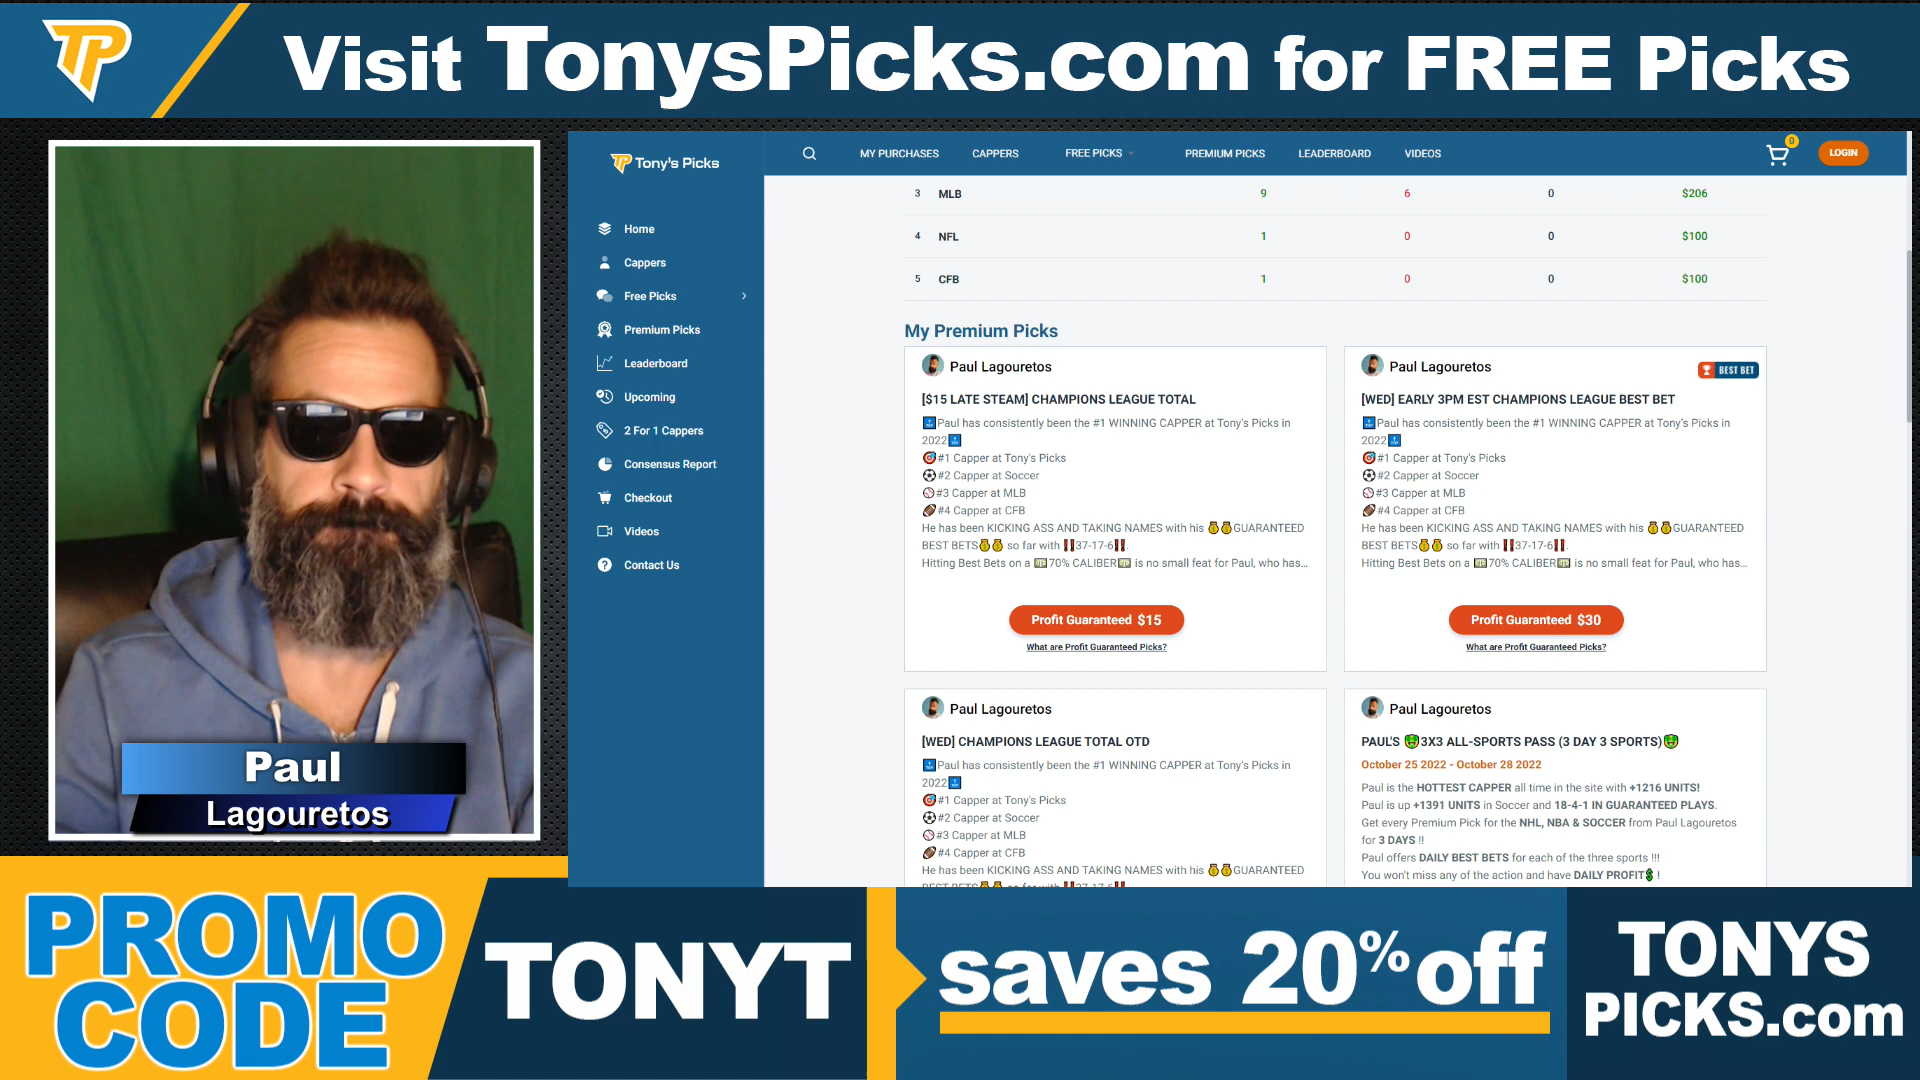 TP
Visit TonysPicks.com for FREE Picks
TP Tony's Picks
MY PURCHASES
CAPPERS
FREE PICKS
PREMIUM PICKS
LEADERBOARD
VIDEOS
0
LOGIN
Home
Cappers
Free Picks
Premium Picks
Leaderboard
Upcoming
2 For 1 Cappers
Consensus Report
Checkout
Videos
Contact Us
3 MLB 9 6 0 $206
4 NFL 1 0 0 $100
5 CFB 1 0 0 $100
My Premium Picks
Paul Lagouretos
[$15 LATE STEAM] CHAMPIONS LEAGUE TOTAL
🔝Paul has consistently been the #1 WINNING CAPPER at Tony's Picks in
2022🔝
🎯#1 Capper at Tony's Picks
⚽#2 Capper at Soccer
⚾#3 Capper at MLB
🏈#4 Capper at CFB
He has been KICKING ASS AND TAKING NAMES with his 💰💰GUARANTEED
BEST BETS💰💰 so far with ‼️37-17-6‼️.
Hitting Best Bets on a 💵70% CALIBER💵 is no small feat for Paul, who has...
Profit Guaranteed $15
What are Profit Guaranteed Picks?
Paul Lagouretos
BEST BET
[WED] EARLY 3PM EST CHAMPIONS LEAGUE BEST BET
🔝Paul has consistently been the #1 WINNING CAPPER at Tony's Picks in
2022🔝
🎯#1 Capper at Tony's Picks
⚽#2 Capper at Soccer
⚾#3 Capper at MLB
🏈#4 Capper at CFB
He has been KICKING ASS AND TAKING NAMES with his 💰💰GUARANTEED
BEST BETS💰💰 so far with ‼️37-17-6‼️.
Hitting Best Bets on a 💵70% CALIBER💵 is no small feat for Paul, who has...
Profit Guaranteed $30
What are Profit Guaranteed Picks?
Paul Lagouretos
[WED] CHAMPIONS LEAGUE TOTAL OTD
🔝Paul has consistently been the #1 WINNING CAPPER at Tony's Picks in
2022🔝
🎯#1 Capper at Tony's Picks
⚽#2 Capper at Soccer
⚾#3 Capper at MLB
🏈#4 Capper at CFB
He has been KICKING ASS AND TAKING NAMES with his 💰💰GUARANTEED
BEST BETS💰💰 so far with ‼️37-17-6‼️
Paul Lagouretos
PAUL'S 🤑3X3 ALL-SPORTS PASS (3 DAY 3 SPORTS)🤑
October 25 2022 - October 28 2022
Paul is the HOTTEST CAPPER all time in the site with +1216 UNITS!
Paul is up +1391 UNITS in Soccer and 18-4-1 IN GUARANTEED PLAYS.
Get every Premium Pick for the NHL, NBA & SOCCER from Paul Lagouretos
for 3 DAYS !!
Paul offers DAILY BEST BETS for each of the three sports !!!
You won't miss any of the action and have DAILY PROFIT💲 !
Paul
Lagouretos
PROMO
CODE
TONYT
saves 20% off
TONYS
PICKS.com